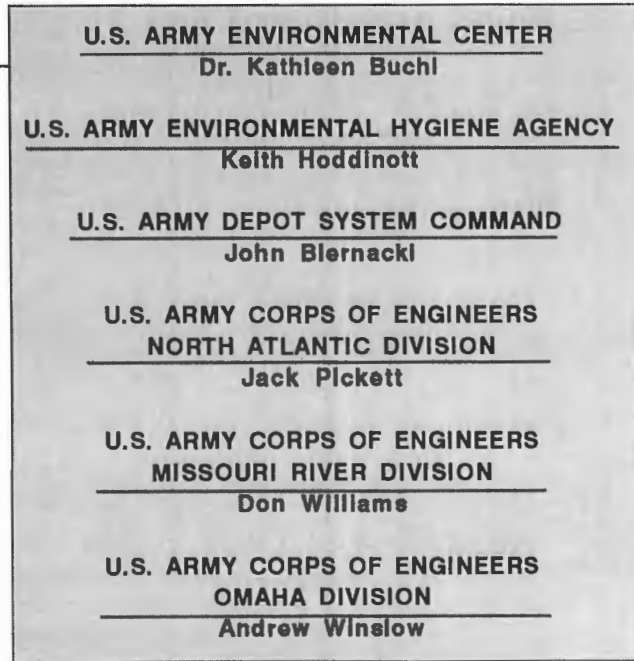 U.S. ARMY ENVIRONMENTAL CENTER
Dr. Kathleen Buchi
U.S. ARMY ENVIRONMENTAL HYGIENE AGENCY
Keith Hoddinott
U.S. ARMY DEPOT SYSTEM COMMAND
John Biernacki
U.S. ARMY CORPS OF ENGINEERS
NORTH ATLANTIC DIVISION
Jack Pickett
U.S. ARMY CORPS OF ENGINEERS
MISSOURI RIVER DIVISION
Don Williams
U.S. ARMY CORPS OF ENGINEERS
OMAHA DIVISION
Andrew Winslow